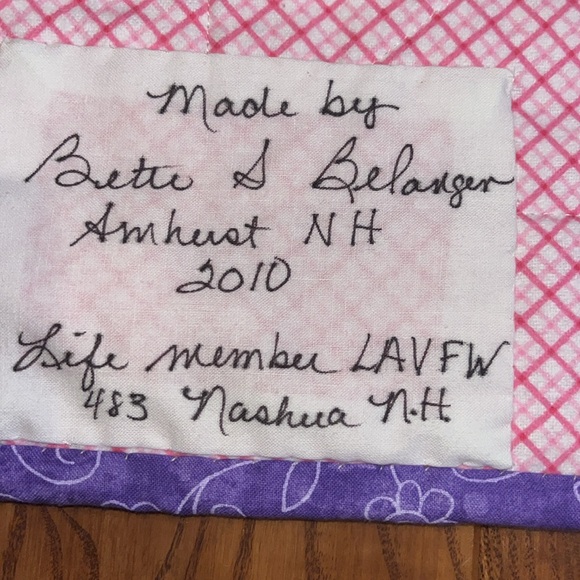 Made by
Bette S Belanger
Amherst NH
2010
Life member LAVFW
483 Nashua N.H.